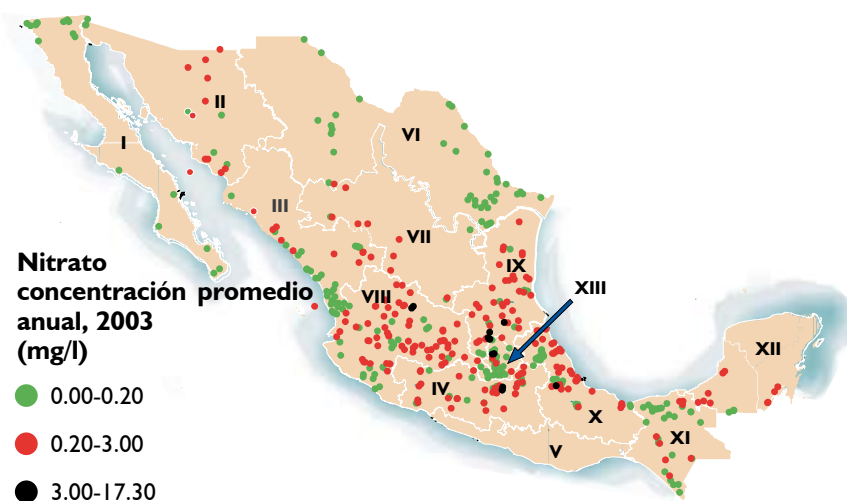 I
II
III
VI
VII
VIII
IX
XIII
XII
IV
V
X
XI
Nitrato
concentración promedio
anual, 2003
(mg/l)
0.00-0.20
0.20-3.00
3.00-17.30